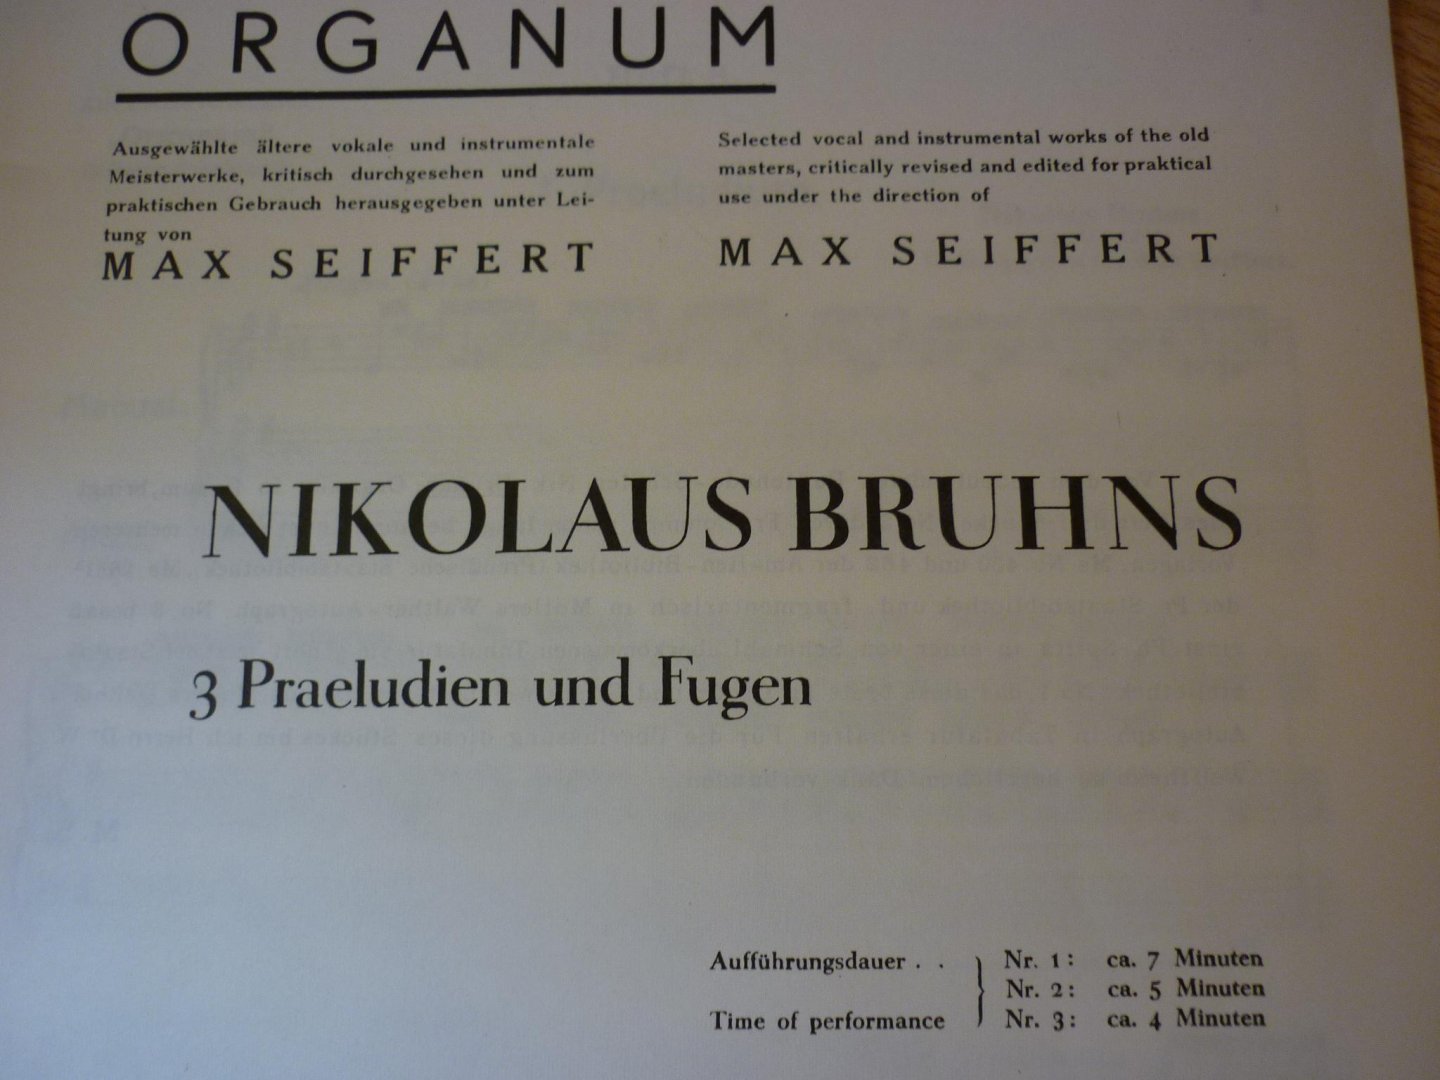 ORGANUM
Ausgewählte ältere vokale und instrumentale
Meisterwerke, kritisch durchgesehen und zum
praktischen Gebrauch herausgegeben unter Lei-
tung von
MAX SEIFFERT
Selected vocal and instrumental works of the old
masters, critically revised and edited for praktical
use under the direction of
MAX SEIFFERT
NIKOLAUS BRUHNS
3 Praeludien und Fugen
Aufführungsdauer . .
Time of performance
Nr. 1: ca. 7 Minuten
Nr. 2: ca. 5 Minuten
Nr. 3: ca. 4 Minuten